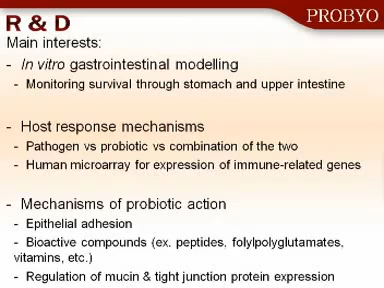 PROBYO
R & D
Main interests:
- In vitro gastrointestinal modelling
- Monitoring survival through stomach and upper intestine
- Host response mechanisms
- Pathogen vs probiotic vs combination of the two
- Human microarray for expression of immune-related genes
- Mechanisms of probiotic action
- Epithelial adhesion
- Bioactive compounds (ex. peptides, folylpolyglutamates,
vitamins, etc.)
- Regulation of mucin & tight junction protein expression